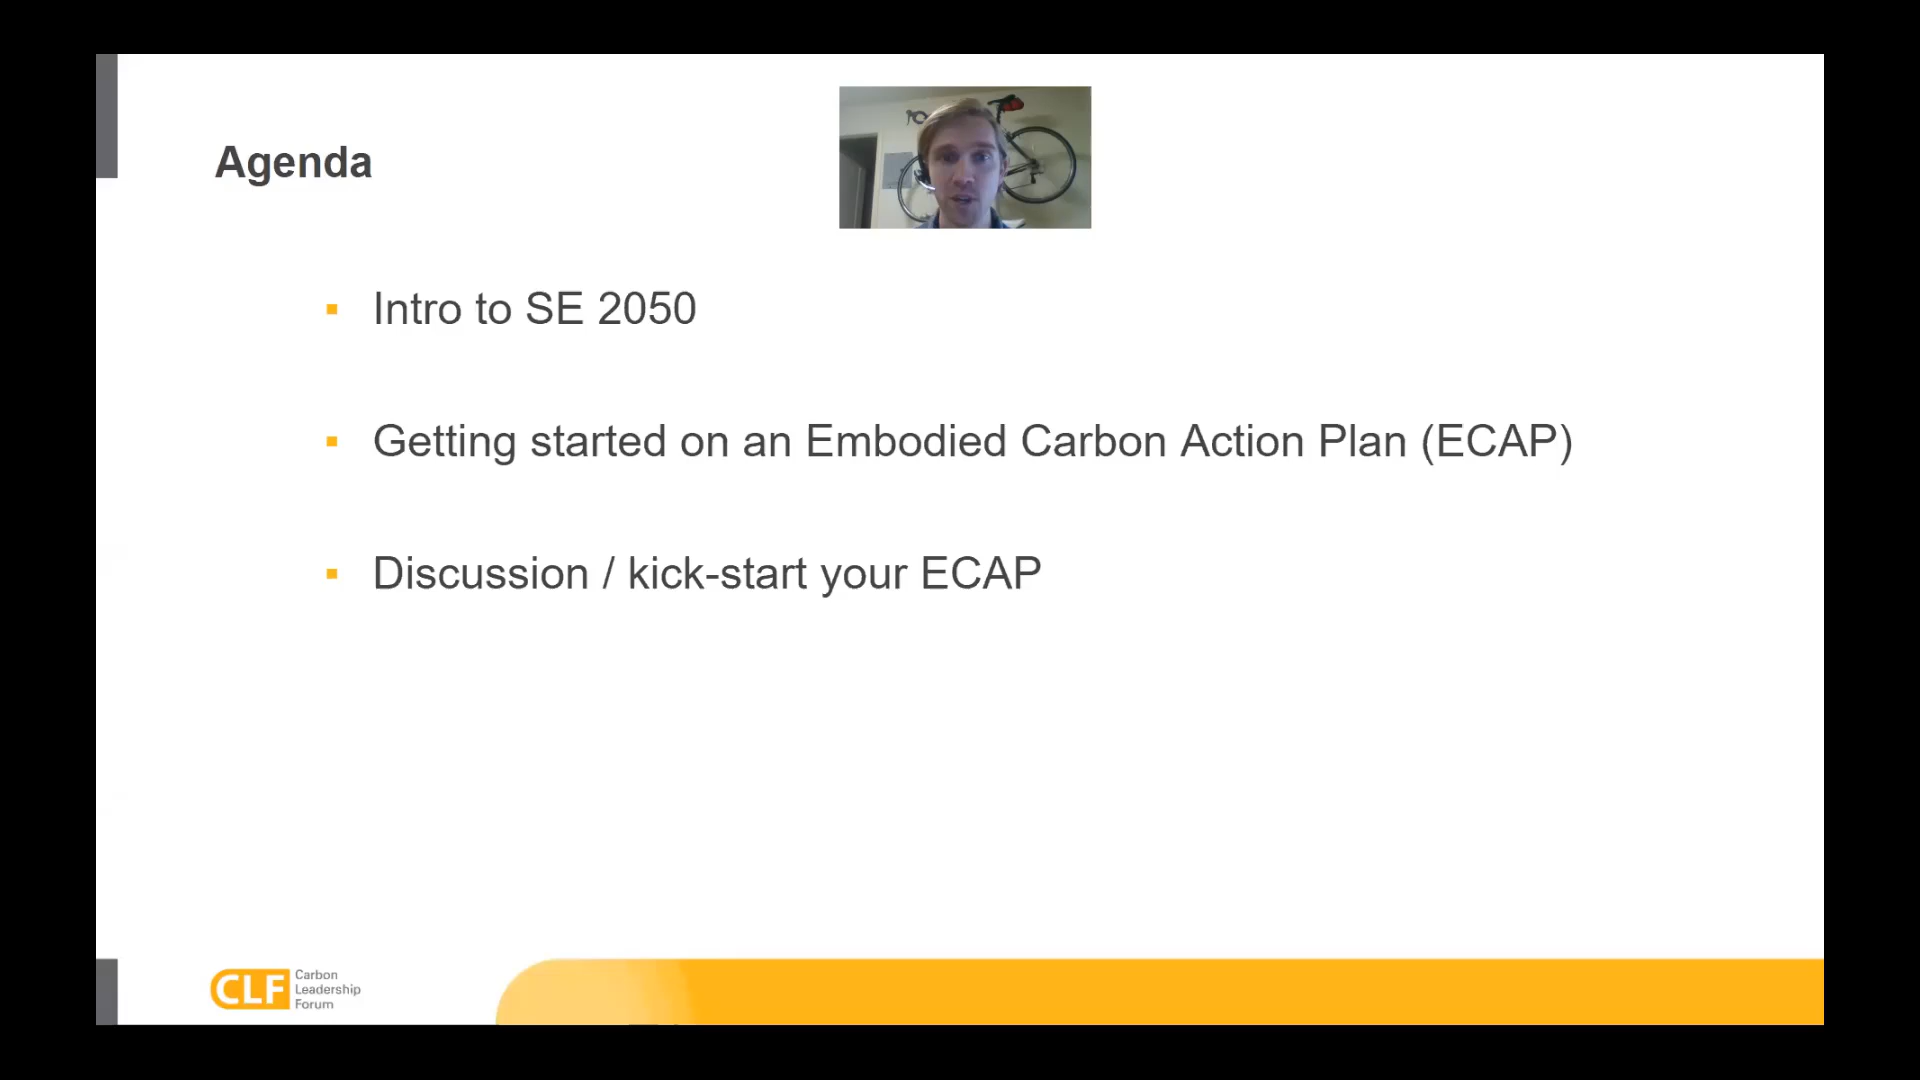 Agenda
Intro to SE 2050
Getting started on an Embodied Carbon Action Plan (ECAP)
Discussion / kick-start your ECAP
CLF
Carbon
Leadership
Forum